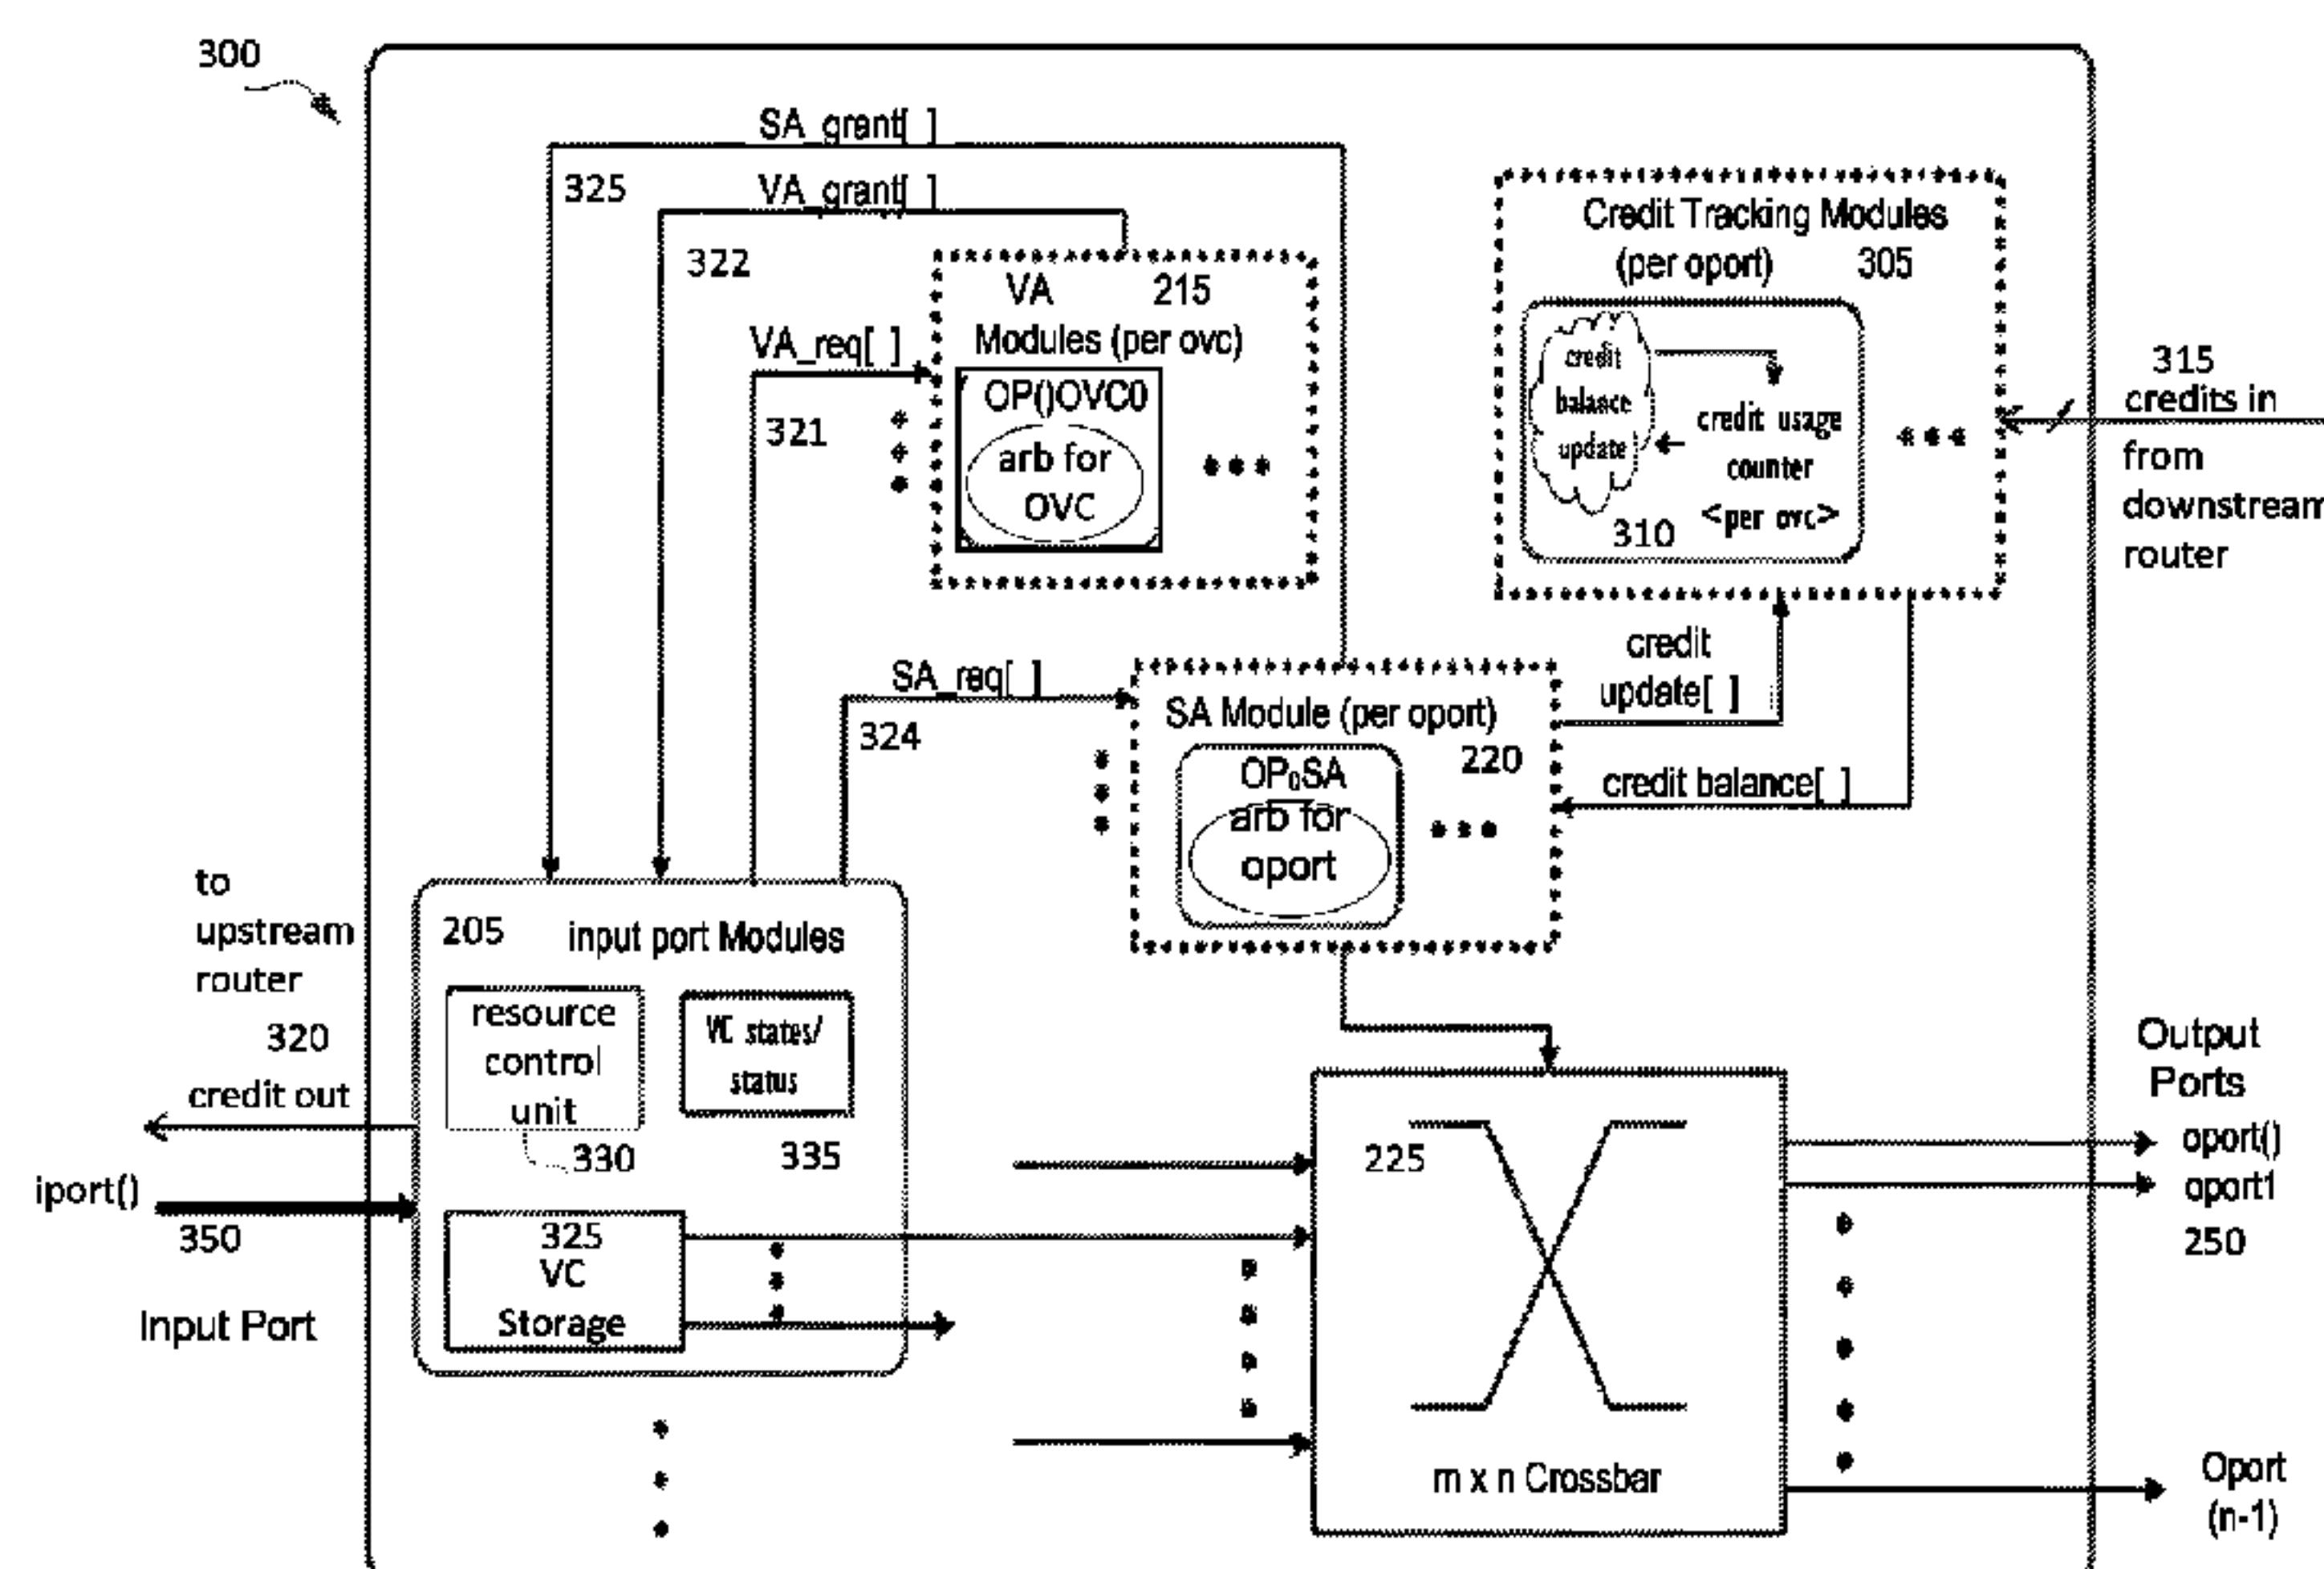 300
SA_grant[ ]
325
VA_grant[ ]
322
VA 215
Modules (per ovc)
OP()OVC0
arb for
OVC
VA_req[ ]
321
Credit Tracking Modules
(per oport) 305
credit
balance
update
credit usage
counter
<per ovc>
310
315
credits in
from
downstream
router
SA_req[ ]
324
SA Module (per oport)
220
OP₀SA
arb for
oport
credit
update[ ]
credit balance[ ]
to
upstream
router
320
credit out
iport()
350
Input Port
205 input port Modules
resource
control
unit
330
VC states/
status
335
325
VC
Storage
225
m x n Crossbar
Output
Ports
oport()
oport1
250
Oport
(n-1)